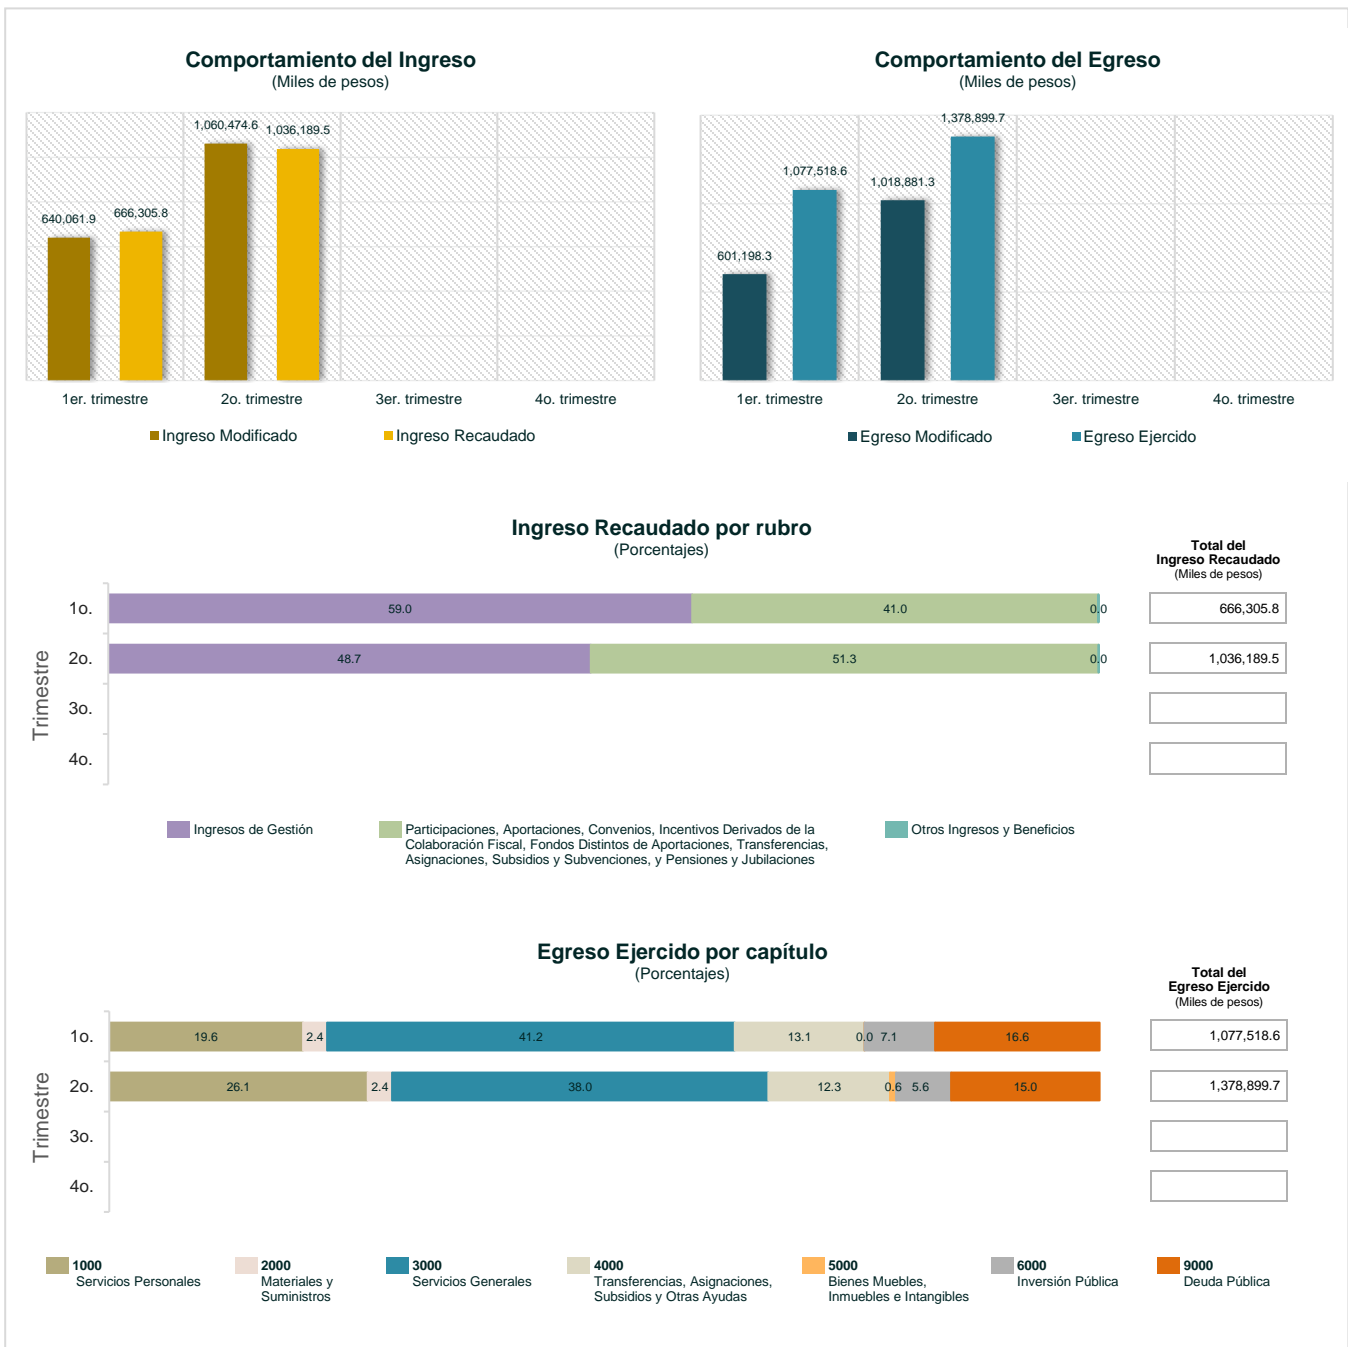 Comportamiento del Ingreso
(Miles de pesos)
640,061.9
666,305.8
1,060,474.6
1,036,189.5
1er. trimestre
2o. trimestre
3er. trimestre
4o. trimestre
Ingreso Modificado
Ingreso Recaudado
Comportamiento del Egreso
(Miles de pesos)
601,198.3
1,077,518.6
1,018,881.3
1,378,899.7
1er. trimestre
2o. trimestre
3er. trimestre
4o. trimestre
Egreso Modificado
Egreso Ejercido
Ingreso Recaudado por rubro
(Porcentajes)
Total del
Ingreso Recaudado
(Miles de pesos)
Trimestre
1o.
59.0
41.0
0.0
666,305.8
2o.
48.7
51.3
0.0
1,036,189.5
3o.
4o.
Ingresos de Gestión
Participaciones, Aportaciones, Convenios, Incentivos Derivados de la
Colaboración Fiscal, Fondos Distintos de Aportaciones, Transferencias,
Asignaciones, Subsidios y Subvenciones, y Pensiones y Jubilaciones
Otros Ingresos y Beneficios
Egreso Ejercido por capítulo
(Porcentajes)
Total del
Egreso Ejercido
(Miles de pesos)
Trimestre
1o.
19.6
2.4
41.2
13.1
0.0
7.1
16.6
1,077,518.6
2o.
26.1
2.4
38.0
12.3
0.6
5.6
15.0
1,378,899.7
3o.
4o.
1000
Servicios Personales
2000
Materiales y
Suministros
3000
Servicios Generales
4000
Transferencias, Asignaciones,
Subsidios y Otras Ayudas
5000
Bienes Muebles,
Inmuebles e Intangibles
6000
Inversión Pública
9000
Deuda Pública